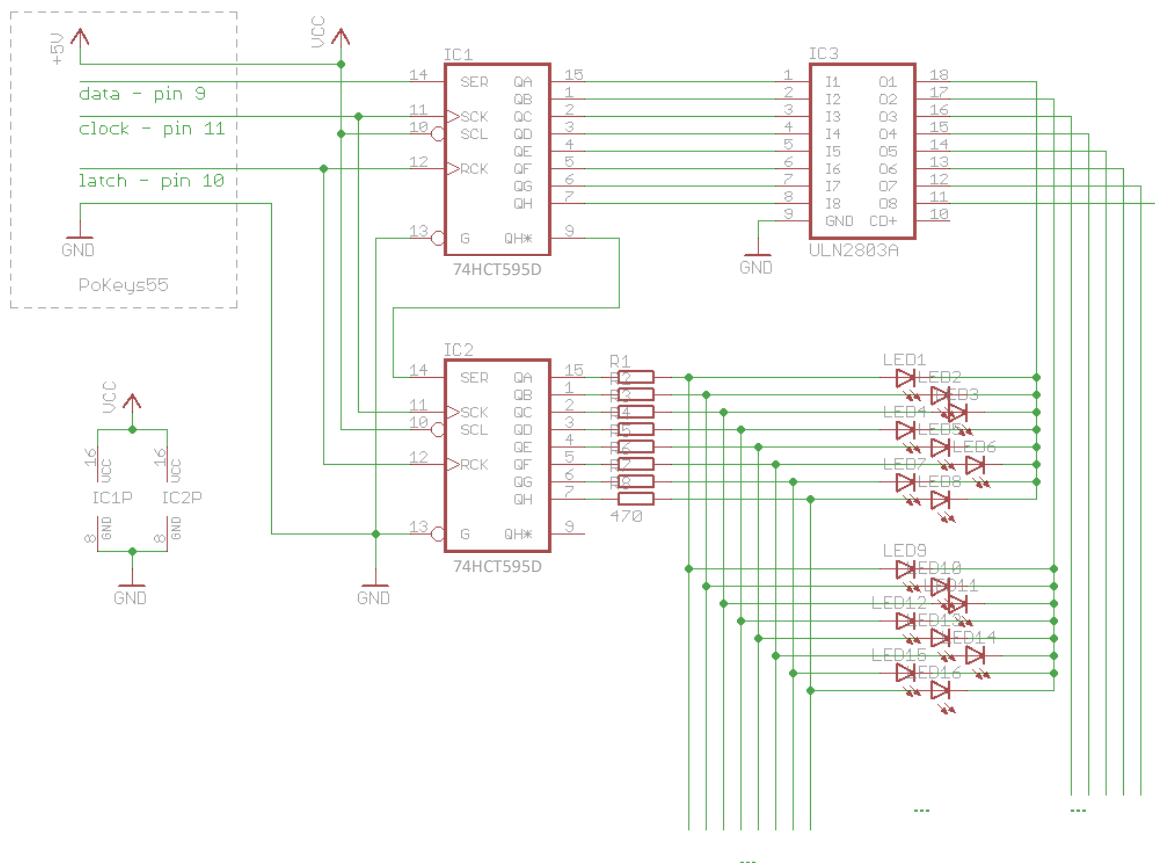 +5V
VCC
data - pin 9
clock - pin 11
latch - pin 10
GND
PoKeys55
IC1
14 SER QA 15
QB 1
11 SCK QC 2
10 SCL QD 3
QE 4
12 RCK QF 5
QG 6
QH 7
13 G QH* 9
74HCT595D
IC3
1 I1 O1 18
2 I2 O2 17
3 I3 O3 16
4 I4 O4 15
5 I5 O5 14
6 I6 O6 13
7 I7 O7 12
8 I8 O8 11
9 GND CD+ 10
ULN2803A
GND
IC2
14 SER QA 15
QB 1
11 SCK QC 2
10 SCL QD 3
QE 4
12 RCK QF 5
QG 6
QH 7
13 G QH* 9
74HCT595D
GND
R1
R2
R3
R4
R5
R6
R7
R8
470
LED1
LED2
LED3
LED4
LED5
LED6
LED7
LED8
LED9
LED10
LED11
LED12
LED13
LED14
LED15
LED16
VCC
16 VCC
16 VCC
IC1P IC2P
8 GND
8 GND
GND
...
...
...